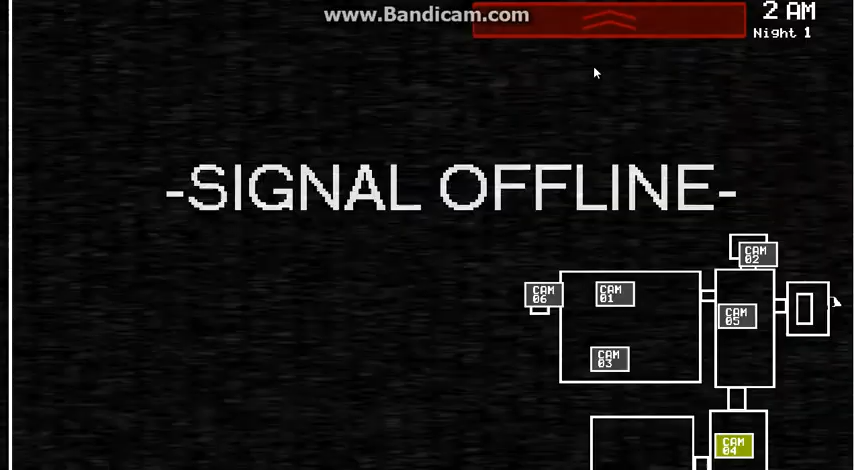 www.Bandicam.com
2 AM
Night 1
-SIGNAL OFFLINE-
CAM
02
CAM
06
CAM
01
CAM
05
CAM
03
CAM
04